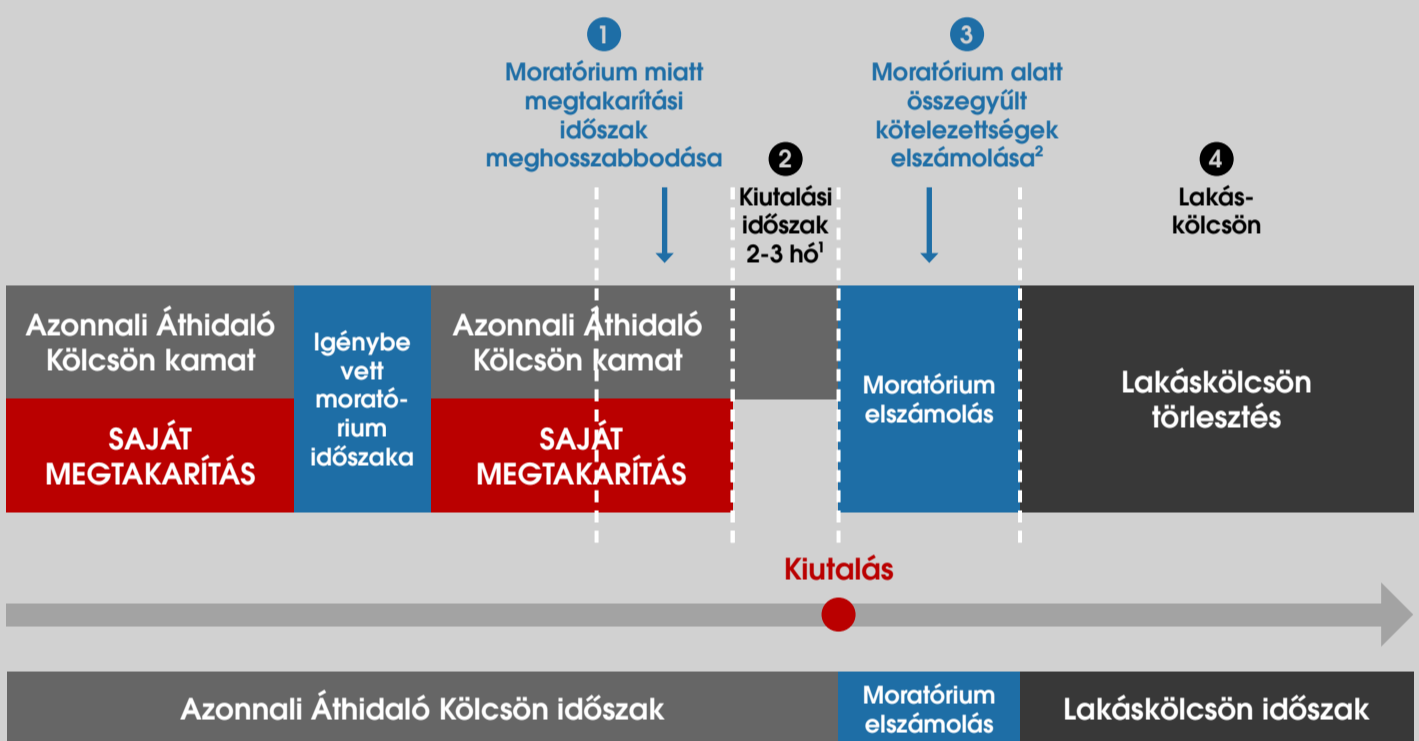 1
Moratórium miatt
megtakarítási
időszak
meghosszabbodása
2
Kiutalási
időszak
2-3 hó¹
3
Moratórium alatt
összegyűlt
kötelezettségek
elszámolása²
4
Lakás-
kölcsön
Azonnali Áthidaló
Kölcsön kamat
SAJÁT
MEGTAKARÍTÁS
Igénybe
vett
morató-
rium
időszaka
Azonnali Áthidaló
Kölcsön kamat
SAJÁT
MEGTAKARÍTÁS
Moratórium
elszámolás
Lakáskölcsön
törlesztés
Kiutalás
Azonnali Áthidaló Kölcsön időszak
Moratórium
elszámolás
Lakáskölcsön időszak